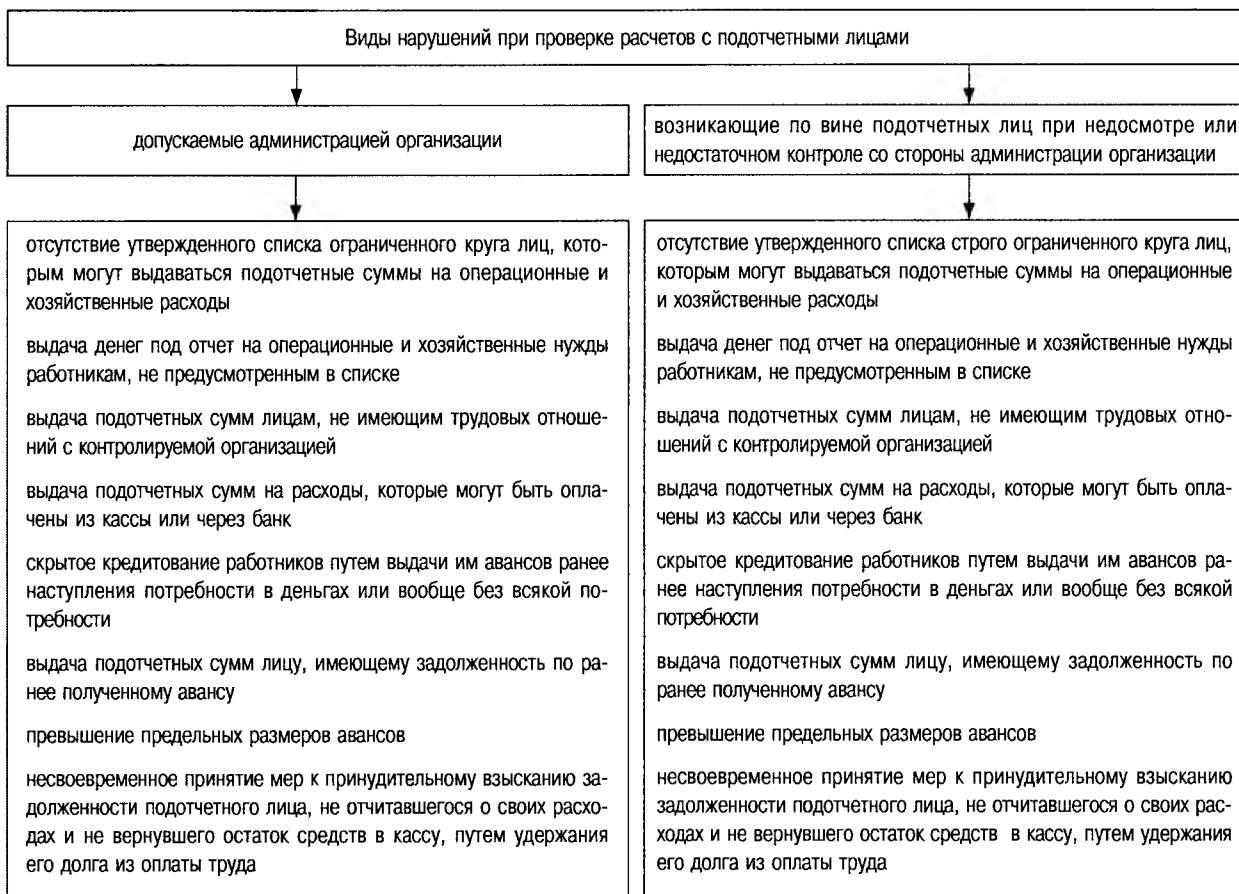 Виды нарушений при проверке расчетов с подотчетными лицами
допускаемые администрацией организации
возникающие по вине подотчетных лиц при недосмотре или
недостаточном контроле со стороны администрации организации
отсутствие утвержденного списка ограниченного круга лиц, кото-
рым могут выдаваться подотчетные суммы на операционные и
хозяйственные расходы
выдача денег под отчет на операционные и хозяйственные нужды
работникам, не предусмотренным в списке
выдача подотчетных сумм лицам, не имеющим трудовых отноше-
ний с контролируемой организацией
выдача подотчетных сумм на расходы, которые могут быть опла-
чены из кассы или через банк
скрытое кредитование работников путем выдачи им авансов ранее
наступления потребности в деньгах или вообще без всякой по-
требности
выдача подотчетных сумм лицу, имеющему задолженность по ра-
нее полученному авансу
превышение предельных размеров авансов
несвоевременное принятие мер к принудительному взысканию за-
долженности подотчетного лица, не отчитавшегося о своих расхо-
дах и не вернувшего остаток средств в кассу, путем удержания
его долга из оплаты труда
отсутствие утвержденного списка строго ограниченного круга лиц,
которым могут выдаваться подотчетные суммы на операционные
и хозяйственные расходы
выдача денег под отчет на операционные и хозяйственные нужды
работникам, не предусмотренным в списке
выдача подотчетных сумм лицам, не имеющим трудовых отно-
шений с контролируемой организацией
выдача подотчетных сумм на расходы, которые могут быть опла-
чены из кассы или через банк
скрытое кредитование работников путем выдачи им авансов ра-
нее наступления потребности в деньгах или вообще без всякой
потребности
выдача подотчетных сумм лицу, имеющему задолженность по
ранее полученному авансу
превышение предельных размеров авансов
несвоевременное принятие мер к принудительному взысканию
задолженности подотчетного лица, не отчитавшегося о своих рас-
ходах и не вернувшего остаток средств в кассу, путем удержания
его долга из оплаты труда